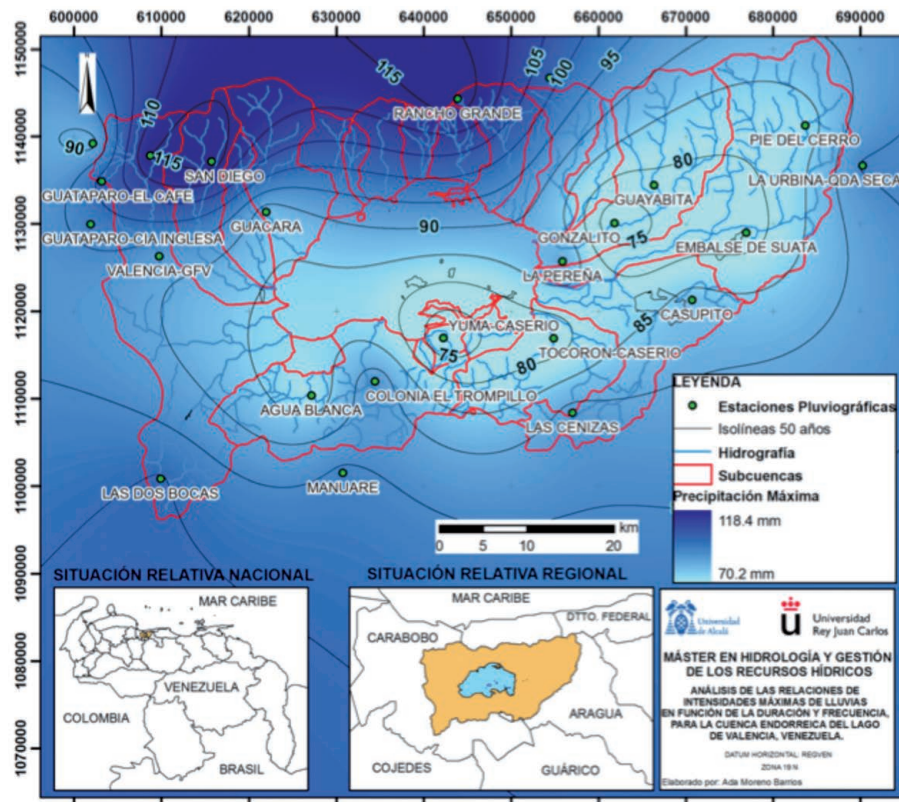 600000 610000 620000 630000 640000 650000 660000 670000 680000 690000
1150000
1140000
1130000
1120000
1110000
1100000
1090000
1080000
1070000
115
105
100
95
110
RANCHO GRANDE
90
115
SAN DIEGO
PIE DEL CERRO
80
LA URBINA-QDA SECA
GUATAPARO-EL CAFE
GUAYABITA
GUACARA
90
GUATAPARO-CIA INGLESA
GONZALITO
75
EMBALSE DE SUATA
VALENCIA-GFV
LA PEREÑA
CASUPITO
85
YUMA-CASERIO
75
TOCORON-CASERIO
80
COLONIA EL TROMPILLO
AGUA BLANCA
LAS CENIZAS
LAS DOS BOCAS
MANUARE
km
0 5 10 20
LEYENDA
Estaciones Pluviográficas
Isolíneas 50 años
Hidrografía
Subcuencas
Precipitación Máxima
118.4 mm
70.2 mm
SITUACIÓN RELATIVA NACIONAL
MAR CARIBE
VENEZUELA
COLOMBIA
BRASIL
SITUACIÓN RELATIVA REGIONAL
MAR CARIBE
DTTO. FEDERAL
CARABOBO
ARAGUA
COJEDES
GUÁRICO
Universidad
de Alcalá
Universidad
Rey Juan Carlos
MÁSTER EN HIDROLOGÍA Y GESTIÓN
DE LOS RECURSOS HÍDRICOS
ANÁLISIS DE LAS RELACIONES DE
INTENSIDADES MÁXIMAS DE LLUVIAS
EN FUNCIÓN DE LA DURACIÓN Y FRECUENCIA,
PARA LA CUENCA ENDORREICA DEL LAGO
DE VALENCIA, VENEZUELA.
DATUM HORIZONTAL: REGVEN
ZONA 19 N
Elaborado por: Ada Moreno Barrios